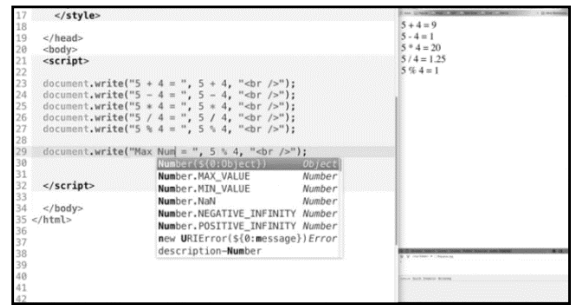 17 </style>
18
19 </head>
20 <body>
21 <script>
22
23 document.write("5 + 4 = ", 5 + 4, "<br />");
24 document.write("5 - 4 = ", 5 - 4, "<br />");
25 document.write("5 * 4 = ", 5 * 4, "<br />");
26 document.write("5 / 4 = ", 5 / 4, "<br />");
27 document.write("5 % 4 = ", 5 % 4, "<br />");
28
29 document.write("Max Num = ", 5 % 4, "<br />");
30 Number(${0:Object}) Object
31 Number.MAX_VALUE Number
32 </script> Number.MIN_VALUE Number
33 Number.NaN Number
34 </body> Number.NEGATIVE_INFINITY Number
35 </html> Number.POSITIVE_INFINITY Number
36 new URIError(${0:message}) Error
37 description-Number
38
39
40
41
42
5 + 4 = 9
5 - 4 = 1
5 * 4 = 20
5 / 4 = 1.25
5 % 4 = 1